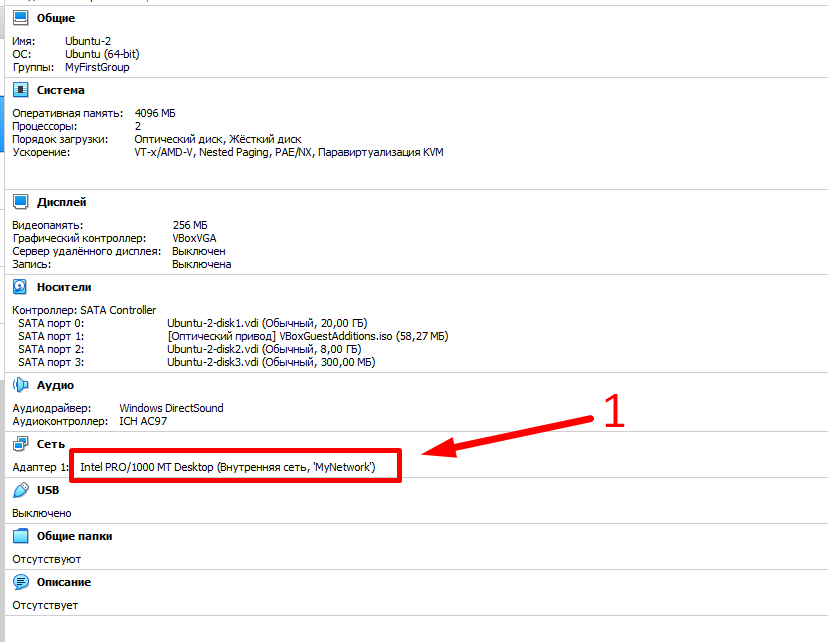 Общие
Имя: Ubuntu-2
ОС: Ubuntu (64-bit)
Группы: MyFirstGroup
Система
Оперативная память: 4096 МБ
Процессоры: 2
Порядок загрузки: Оптический диск, Жёсткий диск
Ускорение: VT-x/AMD-V, Nested Paging, PAE/NX, Паравиртуализация KVM
Дисплей
Видеопамять: 256 МБ
Графический контроллер: VBoxVGA
Сервер удалённого дисплея: Выключен
Запись: Выключена
Носители
Контроллер: SATA Controller
SATA порт 0: Ubuntu-2-disk1.vdi (Обычный, 20,00 ГБ)
SATA порт 1: [Оптический привод] VBoxGuestAdditions.iso (58,27 МБ)
SATA порт 2: Ubuntu-2-disk2.vdi (Обычный, 8,00 ГБ)
SATA порт 3: Ubuntu-2-disk3.vdi (Обычный, 300,00 МБ)
Аудио
Аудиодрайвер: Windows DirectSound
Аудиоконтроллер: ICH AC97
1
Сеть
Адаптер 1: Intel PRO/1000 MT Desktop (Внутренняя сеть, 'MyNetwork')
USB
Выключено
Общие папки
Отсутствуют
Описание
Отсутствует